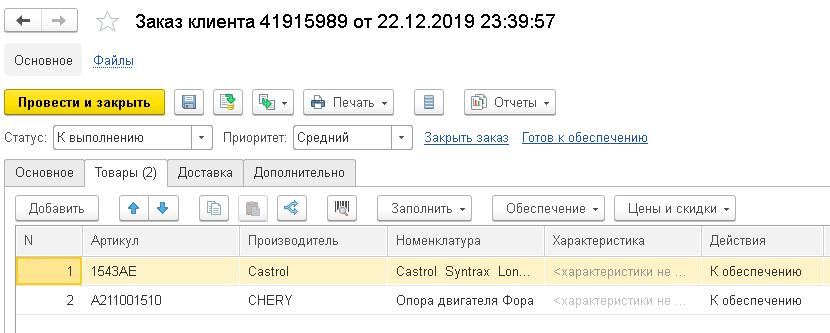 Заказ клиента 41915989 от 22.12.2019 23:39:57
Основное Файлы
Провести и закрыть Печать Отчеты
Статус: К выполнению Приоритет: Средний Закрыть заказ Готов к обеспечению
Основное Товары (2) Доставка Дополнительно
Добавить Заполнить Обеспечение Цены и скидки
N Артикул Производитель Номенклатура Характеристика Действия
1 1543AE Castrol Castrol Syntrax Lon... <характеристики не ... К обеспечению
2 A211001510 CHERY Опора двигателя Фора <характеристики не ... К обеспечению